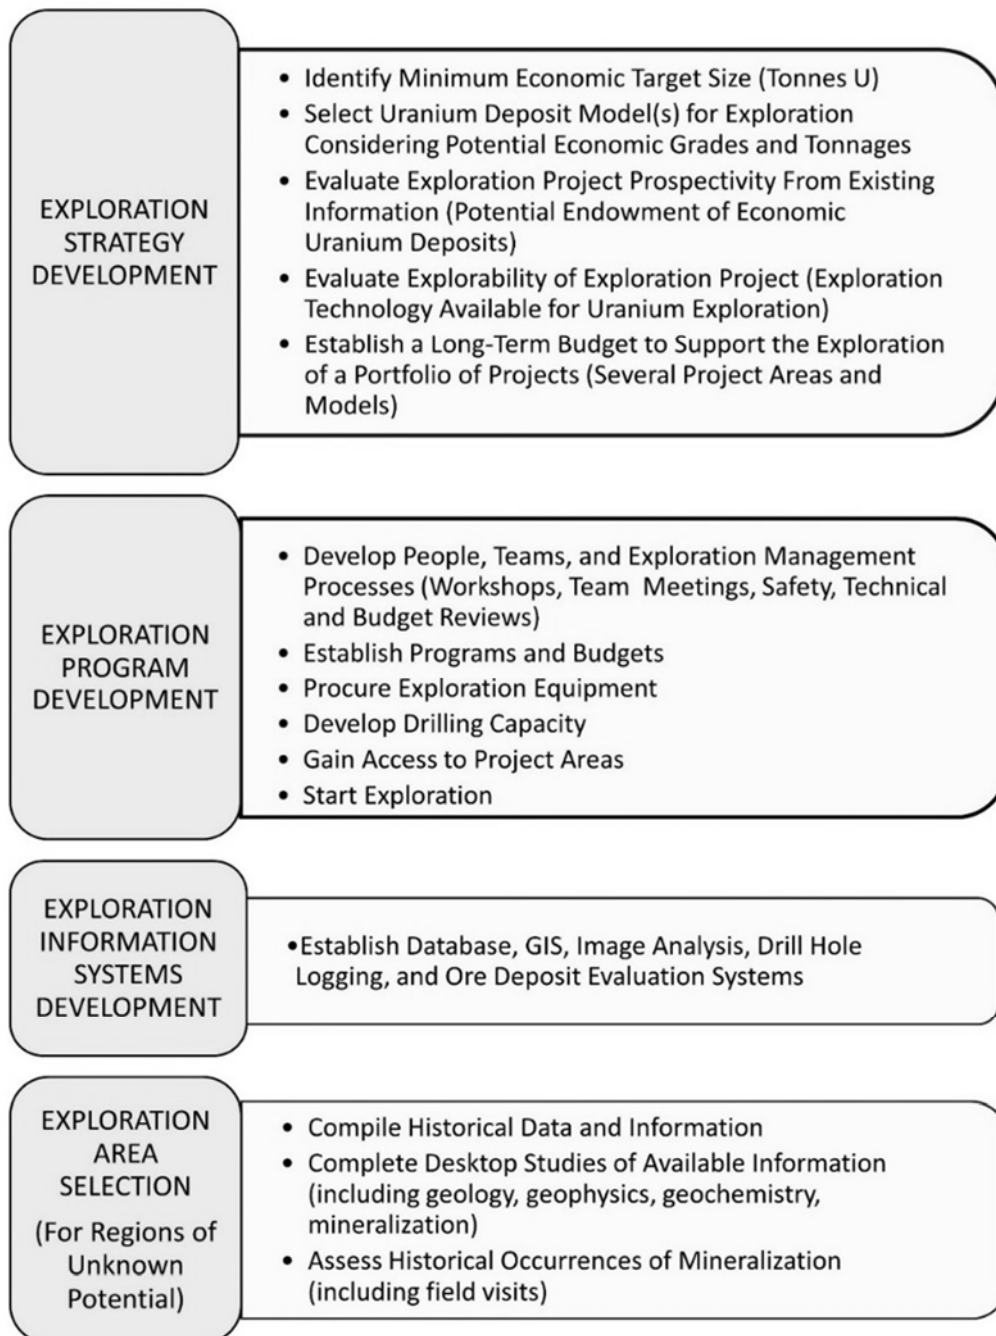 EXPLORATION
STRATEGY
DEVELOPMENT
• Identify Minimum Economic Target Size (Tonnes U)
• Select Uranium Deposit Model(s) for Exploration
Considering Potential Economic Grades and Tonnages
• Evaluate Exploration Project Prospectivity From Existing
Information (Potential Endowment of Economic
Uranium Deposits)
• Evaluate Explorability of Exploration Project (Exploration
Technology Available for Uranium Exploration)
• Establish a Long-Term Budget to Support the Exploration
of a Portfolio of Projects (Several Project Areas and
Models)
EXPLORATION
PROGRAM
DEVELOPMENT
• Develop People, Teams, and Exploration Management
Processes (Workshops, Team Meetings, Safety, Technical
and Budget Reviews)
• Establish Programs and Budgets
• Procure Exploration Equipment
• Develop Drilling Capacity
• Gain Access to Project Areas
• Start Exploration
EXPLORATION
INFORMATION
SYSTEMS
DEVELOPMENT
•Establish Database, GIS, Image Analysis, Drill Hole
Logging, and Ore Deposit Evaluation Systems
EXPLORATION
AREA
SELECTION
(For Regions of
Unknown
Potential)
• Compile Historical Data and Information
• Complete Desktop Studies of Available Information
(including geology, geophysics, geochemistry,
mineralization)
• Assess Historical Occurrences of Mineralization
(including field visits)